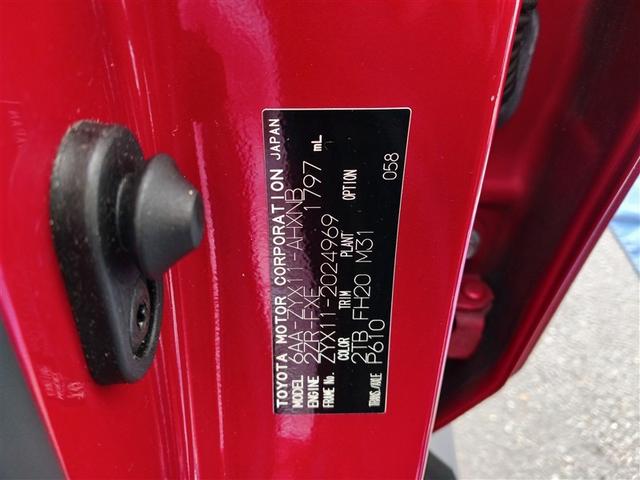 TOYOTA MOTOR CORPORATION JAPAN
MODEL 6AA-ZYX11-AHXNB
ENGINE 2ZR-FXE 1797 mL
FRAME No. ZYX11-2024969
COLOR TRIM PLANT OPTION
2TB FH20 M31
TRANS/AXLE P610 058
10